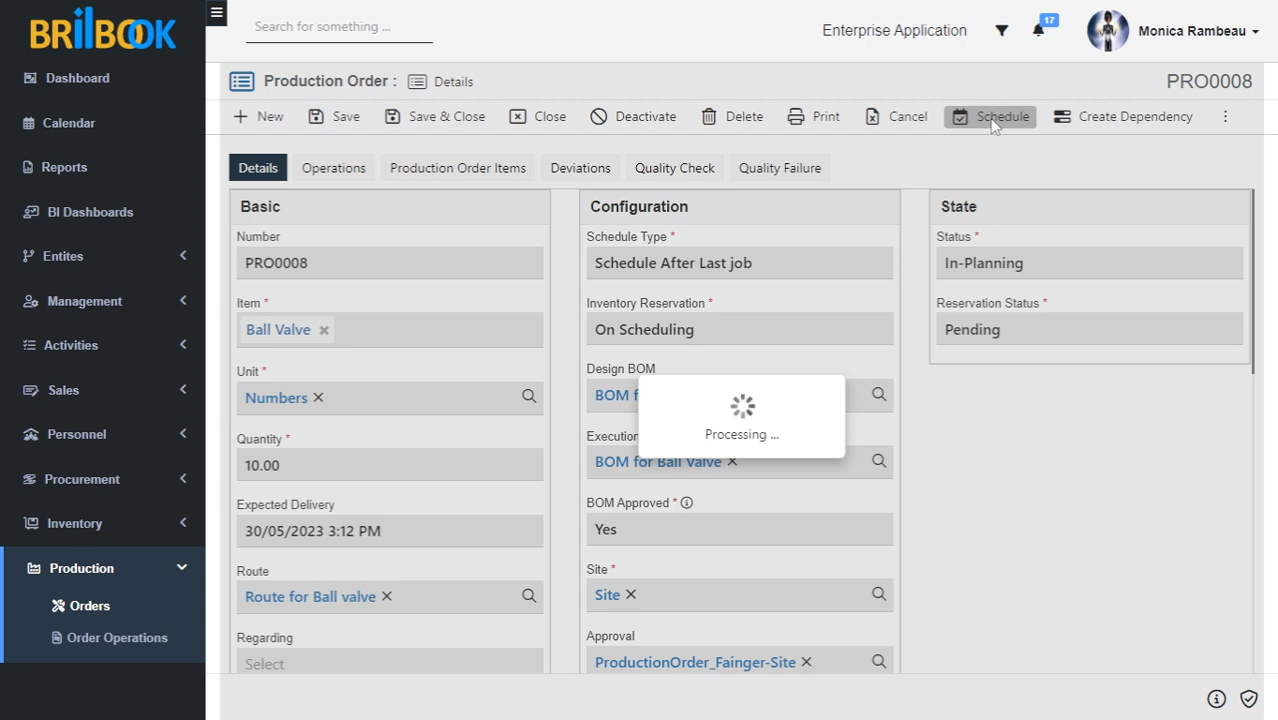 BRILBOOK
Search for something ...
Enterprise Application
17
Monica Rambeau
Dashboard
Calendar
Reports
BI Dashboards
Entites
Management
Activities
Sales
Personnel
Procurement
Inventory
Production
Orders
Order Operations
Production Order : Details
PRO0008
New Save Save & Close Close Deactivate Delete Print Cancel Schedule Create Dependency
Details Operations Production Order Items Deviations Quality Check Quality Failure
Basic
Number
PRO0008
Item *
Ball Valve ×
Unit *
Numbers ×
Quantity *
10.00
Expected Delivery
30/05/2023 3:12 PM
Route
Route for Ball valve ×
Regarding
Select
Configuration
Schedule Type *
Schedule After Last job
Inventory Reservation *
On Scheduling
Design BOM
BOM f
Execution
BOM for Ball Valve ×
BOM Approved *
Yes
Site *
Site ×
Approval
ProductionOrder_Fainger-Site ×
State
Status *
In-Planning
Reservation Status *
Pending
Processing ...